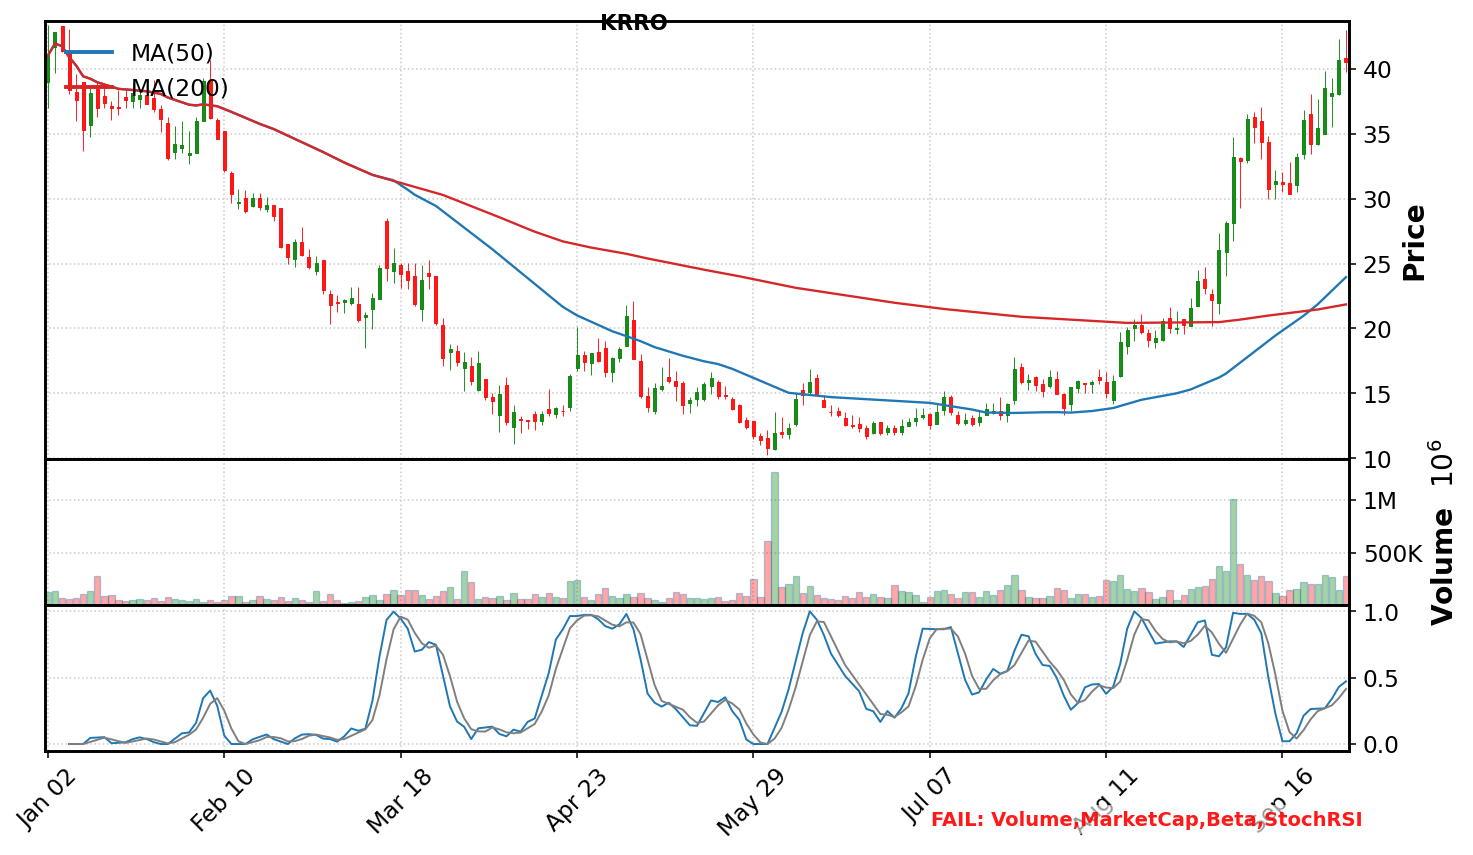 KRRO
MA(50)
MA(200)
40
35
30
25
20
15
10
Price
1M
500K
Volume 10^6
1.0
0.5
0.0
Jan 02
Feb 10
Mar 18
Apr 23
May 29
Jul 07
Aug 11
Sep 16
FAIL: Volume,MarketCap,Beta,StochRSI